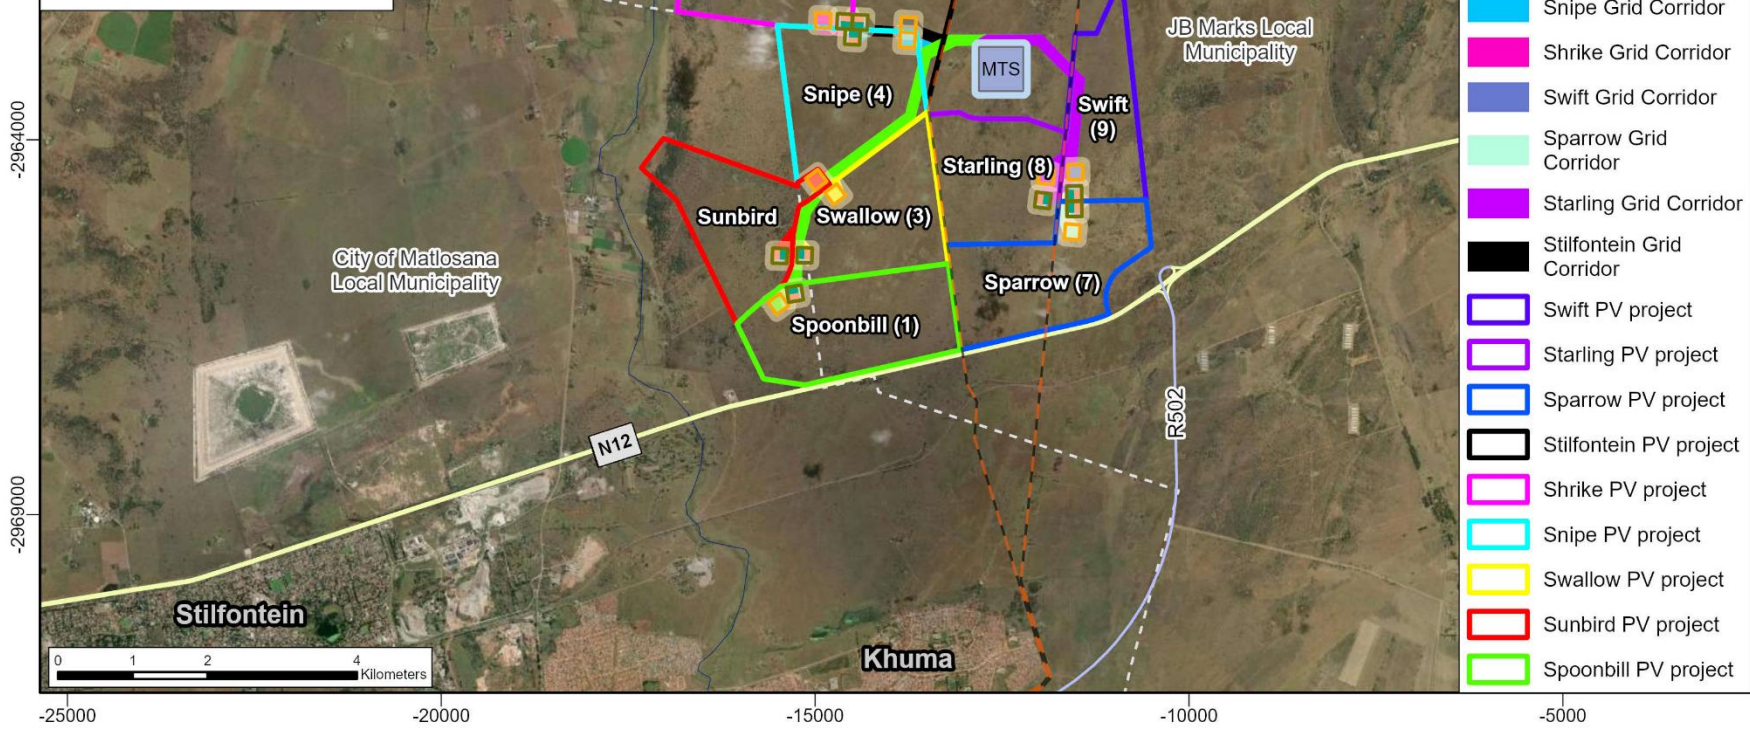 Snipe Grid Corridor
Shrike Grid Corridor
Swift Grid Corridor
Sparrow Grid
Corridor
Starling Grid Corridor
Stilfontein Grid
Corridor
Swift PV project
Starling PV project
Sparrow PV project
Stilfontein PV project
Shrike PV project
Snipe PV project
Swallow PV project
Sunbird PV project
Spoonbill PV project
JB Marks Local
Municipality
MTS
Snipe (4)
Swift
(9)
Starling (8)
Sunbird
Swallow (3)
City of Matlosana
Local Municipality
Sparrow (7)
Spoonbill (1)
R502
N12
Stilfontein
Khuma
0 1 2 4
Kilometers
-2964000
-2969000
-25000 -20000 -15000 -10000 -5000